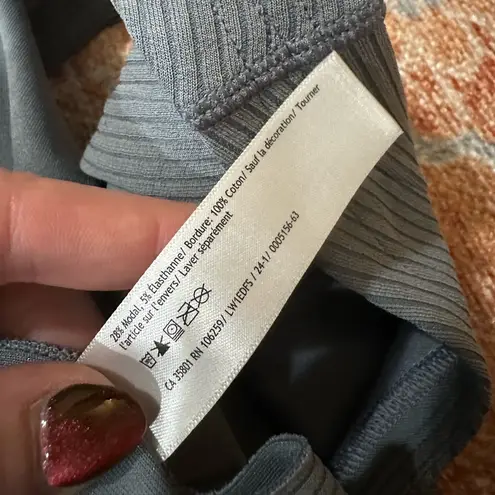 28% Modal, 5% Élasthanne/ Bordure: 100% Coton/ Sauf la décoration/ Tourner
l'article sur l'envers/ Laver séparément
CA 35801 RN 106259/ LW1EDFS / 24-1/ 0005156-63